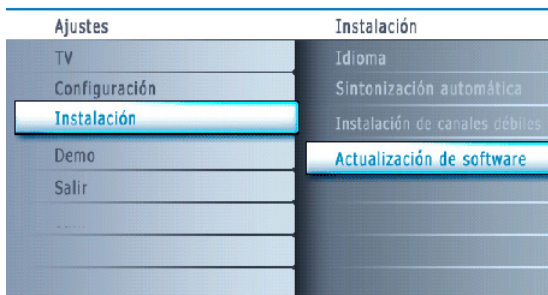 Ajustes
TV
Configuración
Instalación
Demo
Salir
Instalación
Idioma
Sintonización automática
Instalación de canales débiles
Actualización de software